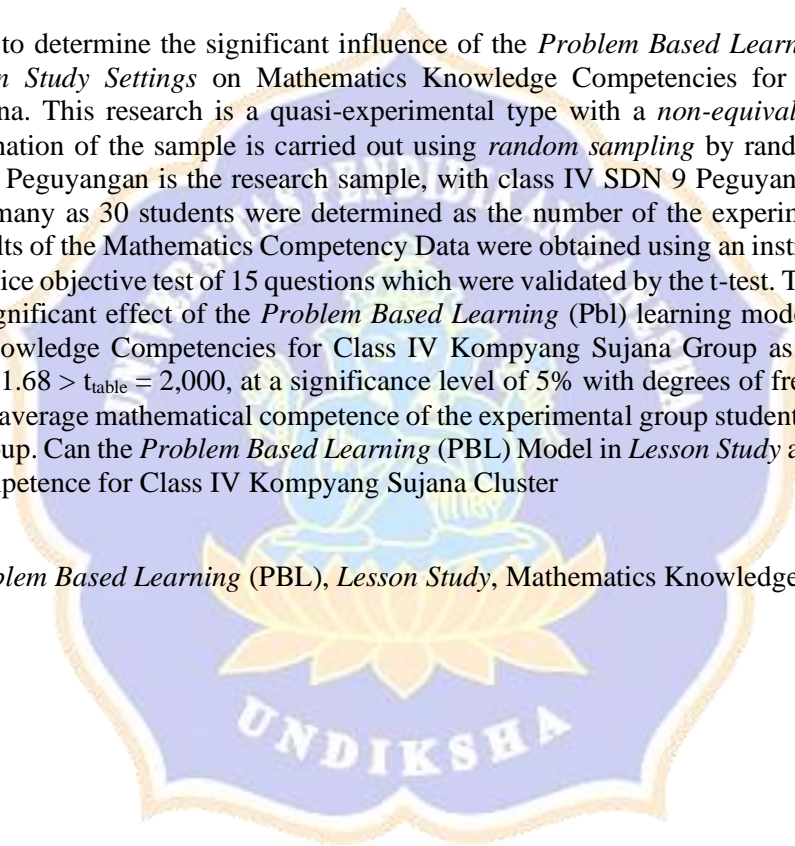 to determine the significant influence of the Problem Based Learn
n Study Settings on Mathematics Knowledge Competencies for
na. This research is a quasi-experimental type with a non-equival
nation of the sample is carried out using random sampling by rand
Peguyangan is the research sample, with class IV SDN 9 Peguyan
many as 30 students were determined as the number of the experim
lts of the Mathematics Competency Data were obtained using an insti
ice objective test of 15 questions which were validated by the t-test. T
gnificant effect of the Problem Based Learning (Pbl) learning mode
owledge Competencies for Class IV Kompyang Sujana Group as
1.68 > ttable = 2,000, at a significance level of 5% with degrees of fre
average mathematical competence of the experimental group student
oup. Can the Problem Based Learning (PBL) Model in Lesson Study a
petence for Class IV Kompyang Sujana Cluster
blem Based Learning (PBL), Lesson Study, Mathematics Knowledge
UNIVERSITAS PENDIDIKAN GANESHA
UNDIKSHA